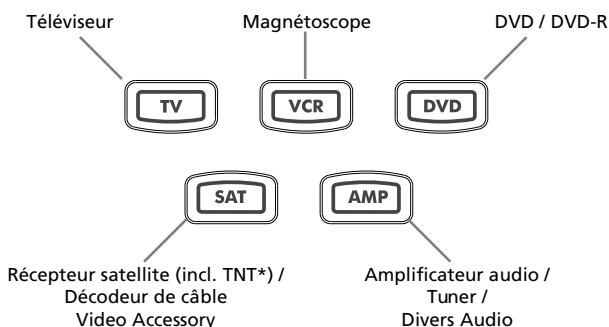 Téléviseur Magnétoscope DVD / DVD-R
TV VCR DVD
SAT AMP
Récepteur satellite (incl. TNT*) / Amplificateur audio /
Décodeur de câble Tuner /
Video Accessory Divers Audio